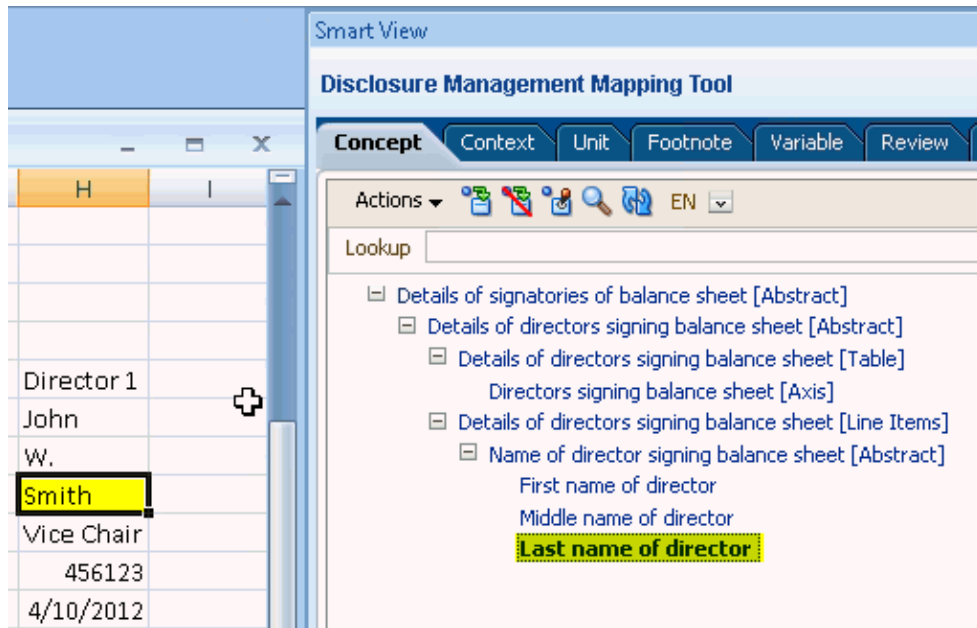 Smart View
Disclosure Management Mapping Tool
Concept Context Unit Footnote Variable Review
Actions EN
Lookup
H I
Director 1
John
W.
Smith
Vice Chair
456123
4/10/2012
Details of signatories of balance sheet [Abstract]
Details of directors signing balance sheet [Abstract]
Details of directors signing balance sheet [Table]
Directors signing balance sheet [Axis]
Details of directors signing balance sheet [Line Items]
Name of director signing balance sheet [Abstract]
First name of director
Middle name of director
Last name of director